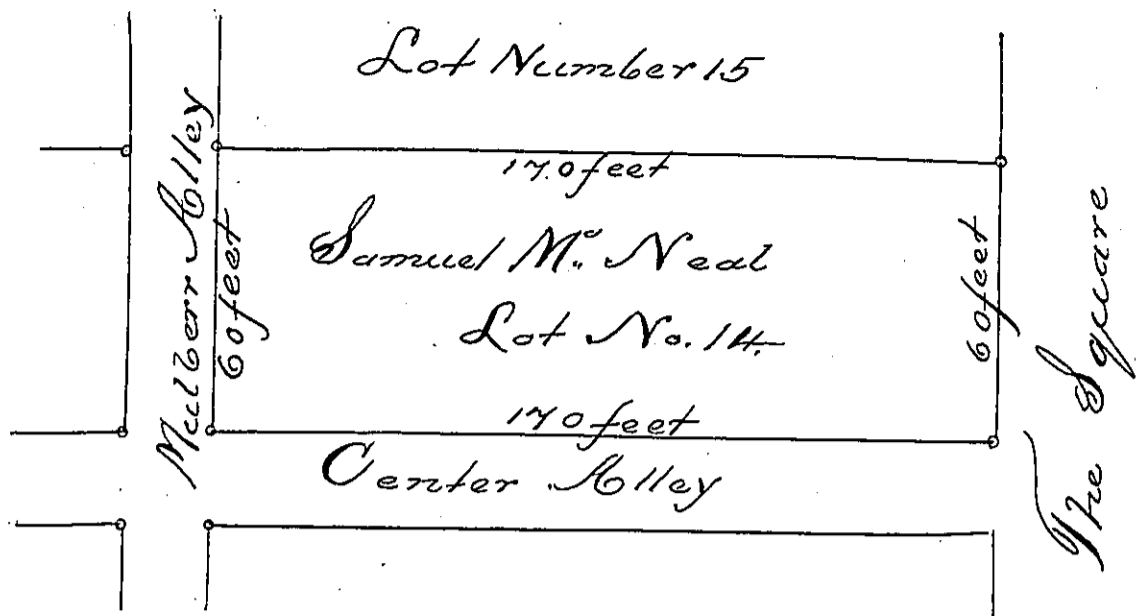 Lot Number 15
170 feet
Mulberr Alley
60 feet
Samuel Mc. Neal
Lot No. 14.
60 feet
The Square
170 feet
Center Alley